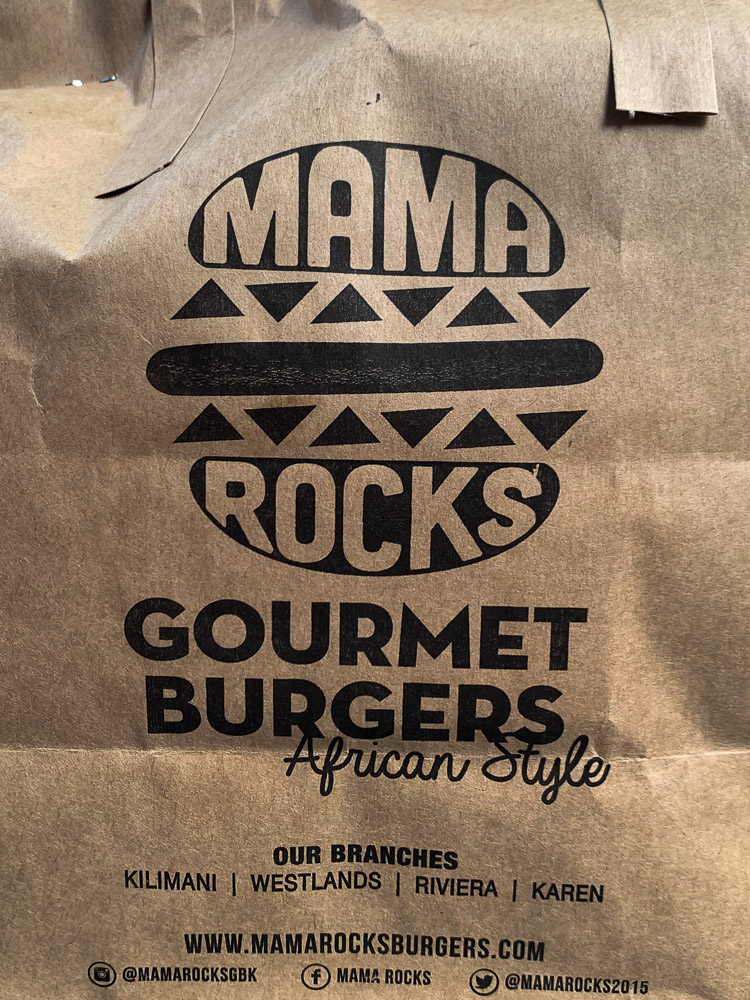 MAMA
ROCKS
GOURMET
BURGERS
African Style
OUR BRANCHES
KILIMANI | WESTLANDS | RIVIERA | KAREN
WWW.MAMAROCKSBURGERS.COM
@MAMAROCKSGBK MAMA ROCKS @MAMAROCKS2015